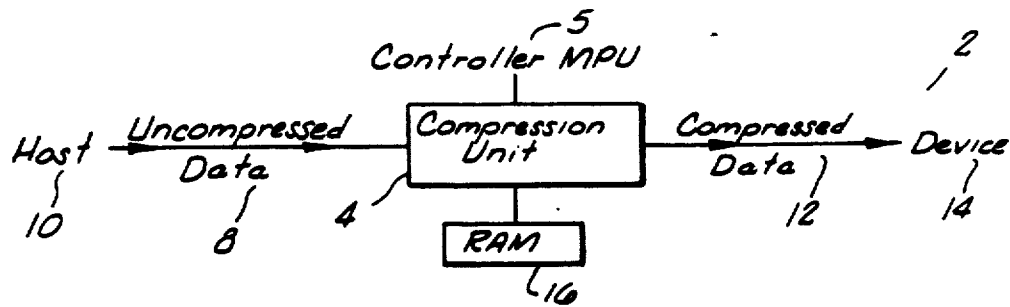 5
Controller MPU
2
Host
Uncompressed
Data
Compression
Unit
Compressed
Data
Device
10
8
4
12
14
RAM
16